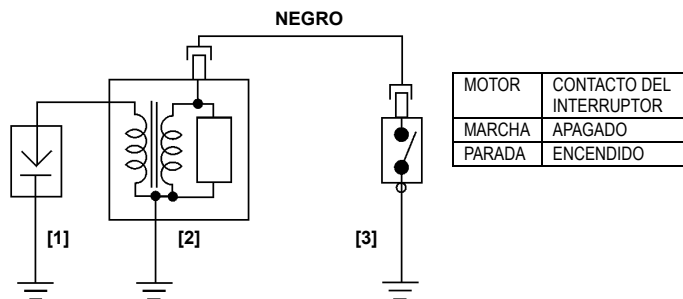 NEGRO
MOTOR CONTACTO DEL INTERRUPTOR
MARCHA APAGADO
PARADA ENCENDIDO
[1] [2] [3]